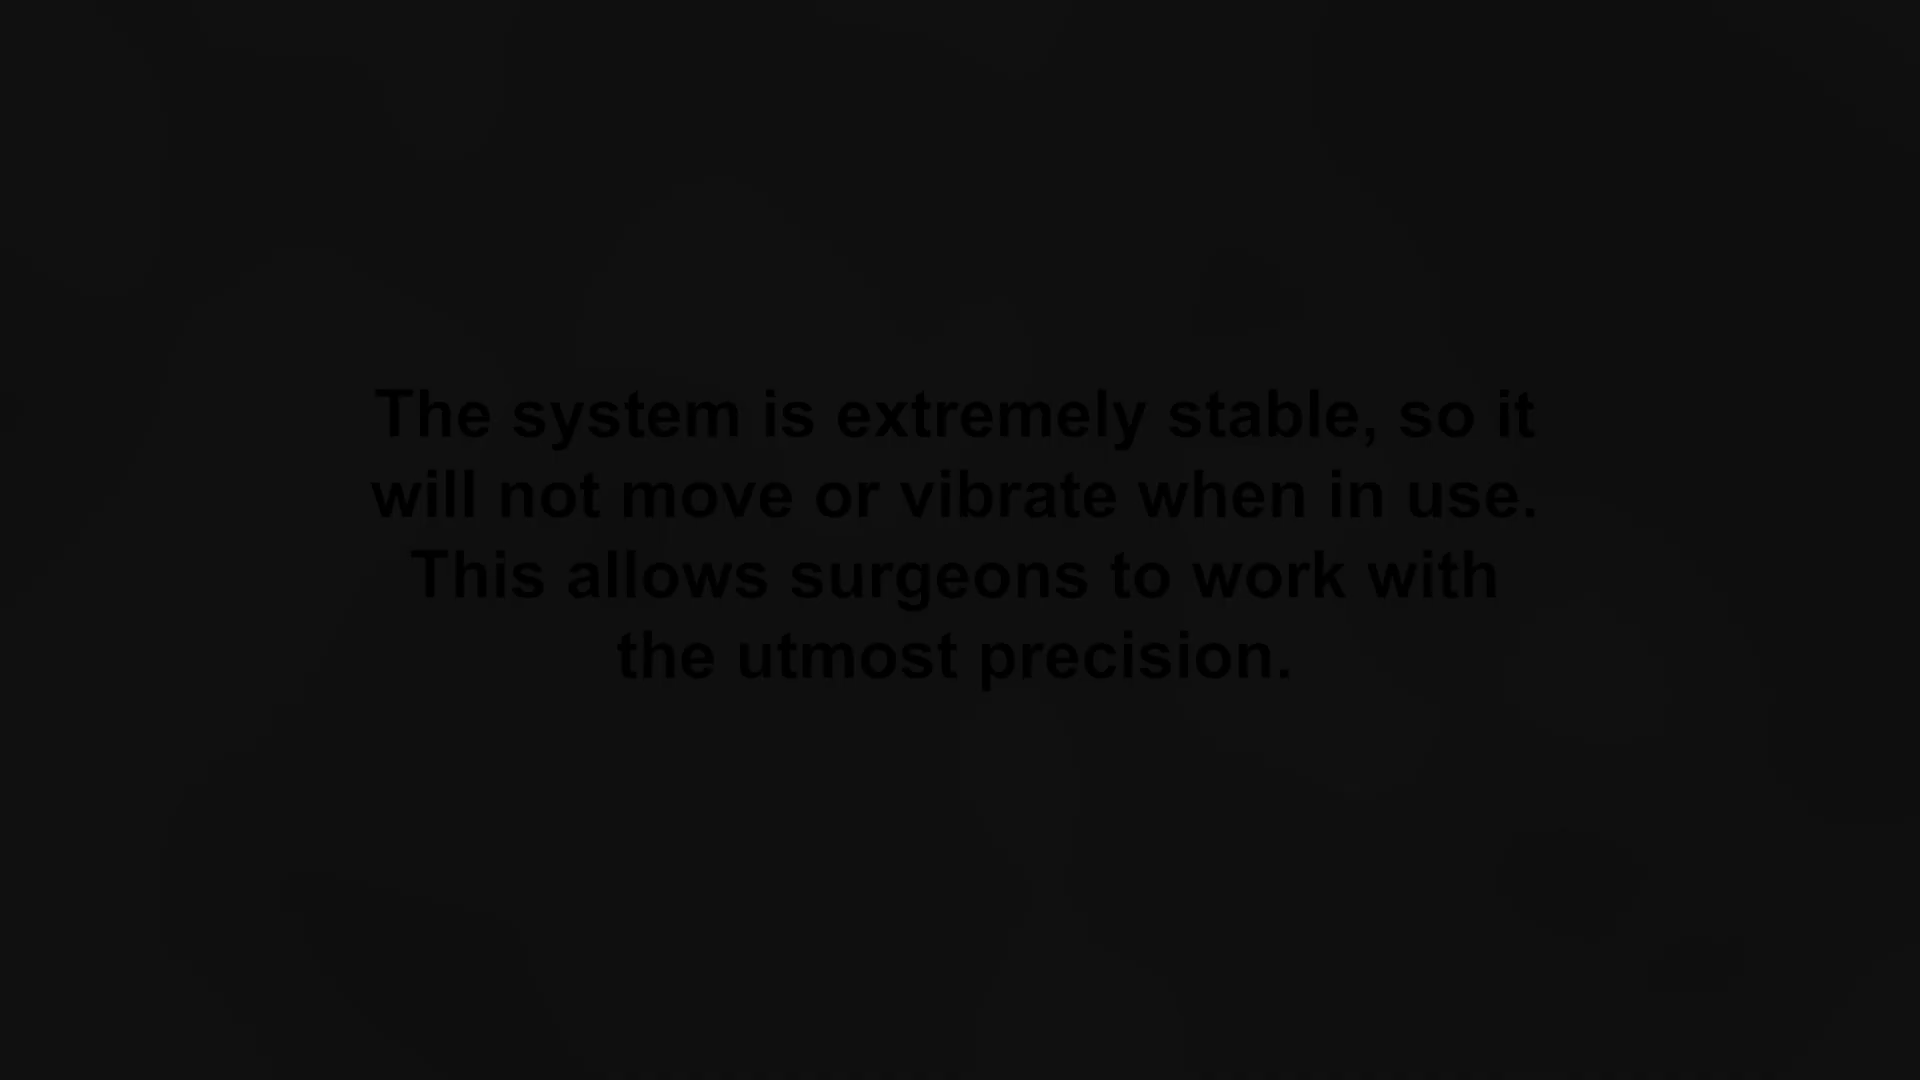 The system is extremely stable, so it
will not move or vibrate when in use.
This allows surgeons to work with
the utmost precision.